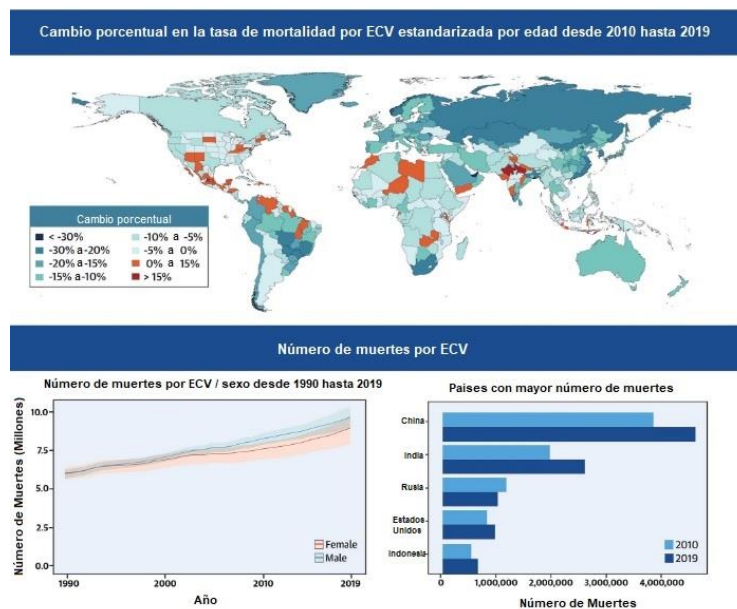 Cambio porcentual en la tasa de mortalidad por ECV estandarizada por edad desde 2010 hasta 2019
Cambio porcentual
< -30%
-30% a -20%
-20% a -15%
-15% a -10%
-10% a -5%
-5% a 0%
0% a 15%
> 15%
Número de muertes por ECV
Número de muertes por ECV / sexo desde 1990 hasta 2019
Número de Muertes (Millones)
10.0
7.5
5.0
2.5
0.0
Female
Male
1990
2000
2010
2019
Año
Paises con mayor número de muertes
China
India
Rusia
Estados
Unidos
Indonesia
2010
2019
0
1,000,000
2,000,000
3,000,000
4,000,000
Número de Muertes